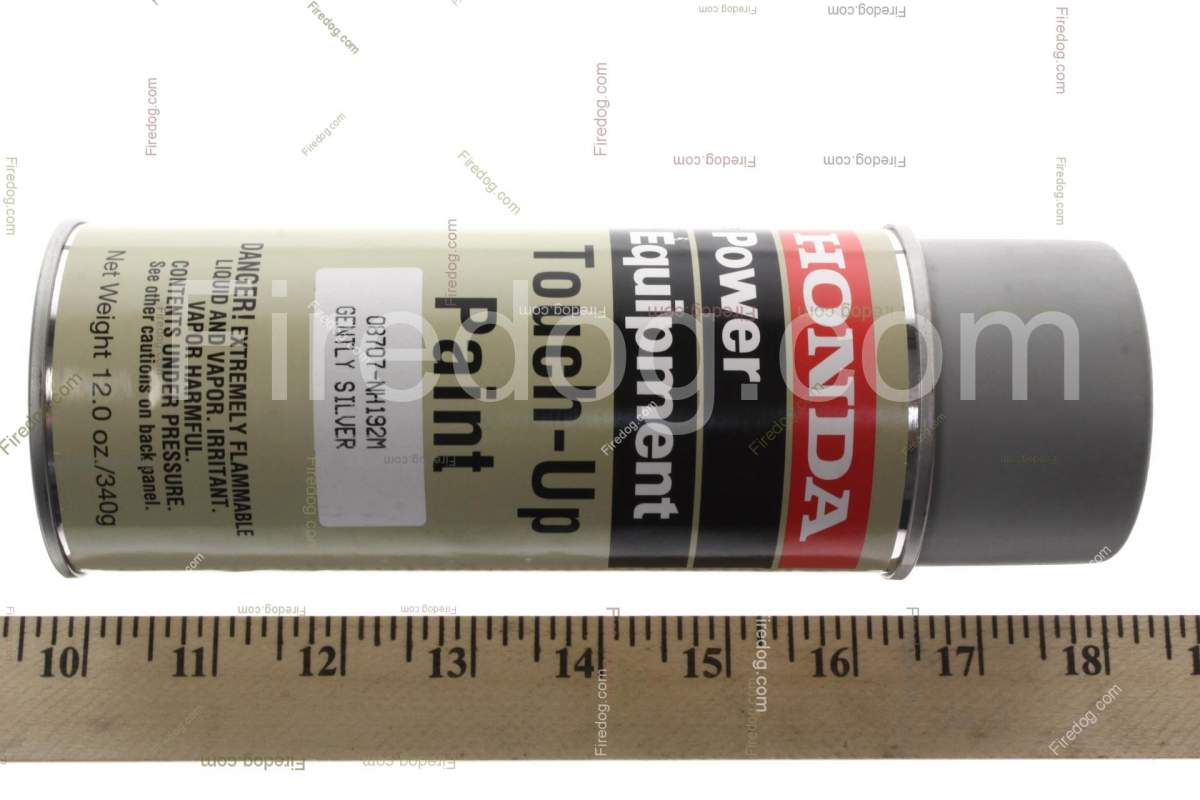 HONDA
Power
Equipment
Touch-Up
Paint
08707-NH192M
GENTLY SILVER
DANGER! EXTREMELY FLAMMABLE
LIQUID AND VAPOR. IRRITANT.
VAPOR HARMFUL.
CONTENTS UNDER PRESSURE.
See other cautions on back panel.
Net Weight 12.0 oz./340g
Firedog.com
10 11 12 13 14 15 16 17 18